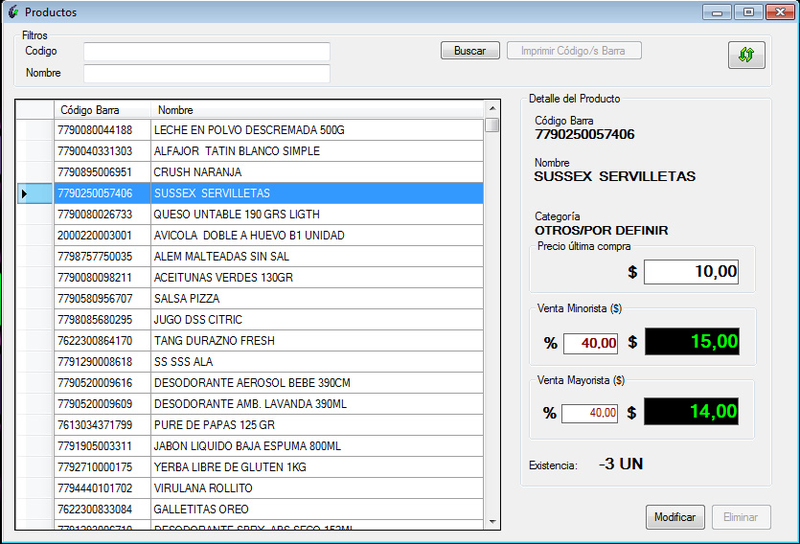 Productos
Filtros
Codigo
Buscar
Imprimir Código/s Barra
Nombre
Código Barra Nombre
7790080044188 LECHE EN POLVO DESCREMADA 500G
7790040331303 ALFAJOR TATIN BLANCO SIMPLE
7790895006951 CRUSH NARANJA
7790250057406 SUSSEX SERVILLETAS
7790080026733 QUESO UNTABLE 190 GRS LIGTH
2000220003001 AVICOLA DOBLE A HUEVO B1 UNIDAD
7798757750035 ALEM MALTEADAS SIN SAL
7790080098211 ACEITUNAS VERDES 130GR
7790580956707 SALSA PIZZA
7798085680295 JUGO DSS CITRIC
7622300864170 TANG DURAZNO FRESH
7791290008618 SS SSS ALA
7790520009616 DESODORANTE AEROSOL BEBE 390CM
7790520009609 DESODORANTE AMB. LAVANDA 390ML
7613034371799 PURE DE PAPAS 125 GR
7791905003311 JABON LIQUIDO BAJA ESPUMA 800ML
7792710000175 YERBA LIBRE DE GLUTEN 1KG
7794440101702 VIRULANA ROLLITO
7622300833084 GALLETITAS OREO
7791293006710 DESODORANTE SPRY ABS SECO 152ML
Detalle del Producto
Código Barra
7790250057406
Nombre
SUSSEX SERVILLETAS
Categoría
OTROS/POR DEFINIR
Precio última compra
$ 10,00
Venta Minorista ($)
% 40,00 $ 15,00
Venta Mayorista ($)
% 40,00 $ 14,00
Existencia: -3 UN
Modificar
Eliminar